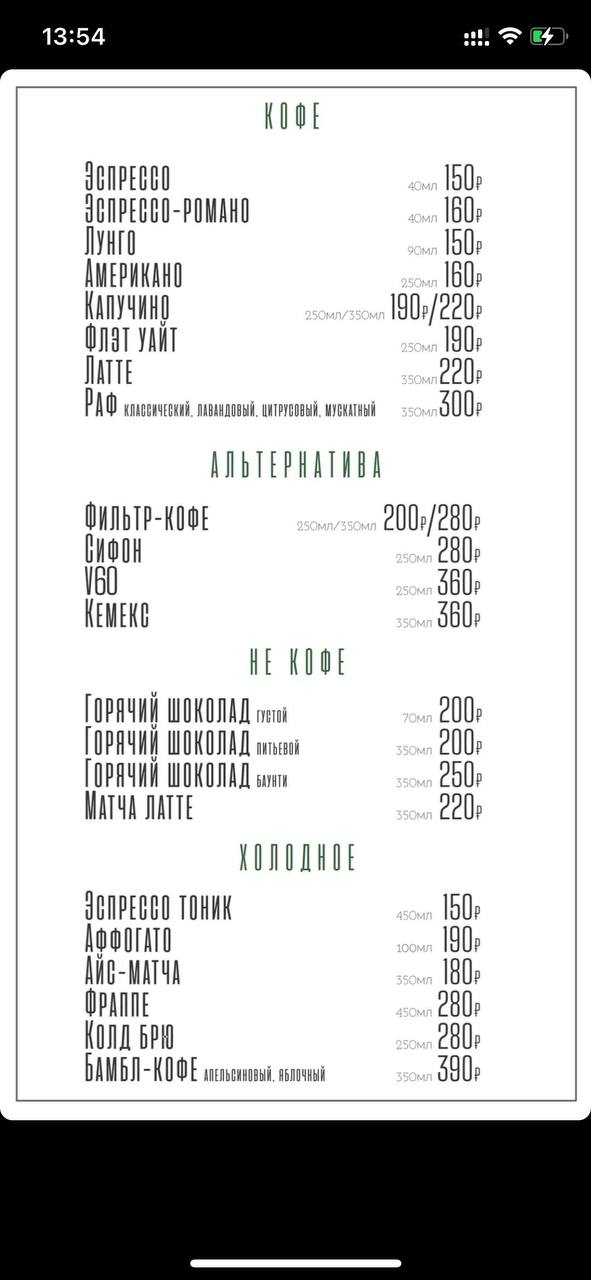 13:54
КОФЕ
Эспрессо 40мл 150₽
Эспрессо-романо 40мл 160₽
Лунго 90мл 150₽
Американо 250мл 160₽
Капучино 250мл/350мл 190₽/220₽
Флэт уайт 250мл 190₽
Латте 350мл 220₽
Раф классический, лавандовый, цитрусовый, мускатный 350мл 300₽
АЛЬТЕРНАТИВА
Фильтр-кофе 250мл/350мл 200₽/280₽
Сифон 250мл 280₽
V60 250мл 360₽
Кемекс 350мл 360₽
НЕ КОФЕ
Горячий шоколад густой 70мл 200₽
Горячий шоколад питьевой 350мл 200₽
Горячий шоколад баунти 350мл 250₽
Матча латте 350мл 220₽
ХОЛОДНОЕ
Эспрессо тоник 450мл 150₽
Аффогато 100мл 190₽
Айс-матча 350мл 180₽
Фраппе 450мл 280₽
Колд брю 250мл 280₽
Бамбл-кофе апельсиновый, яблочный 350мл 390₽